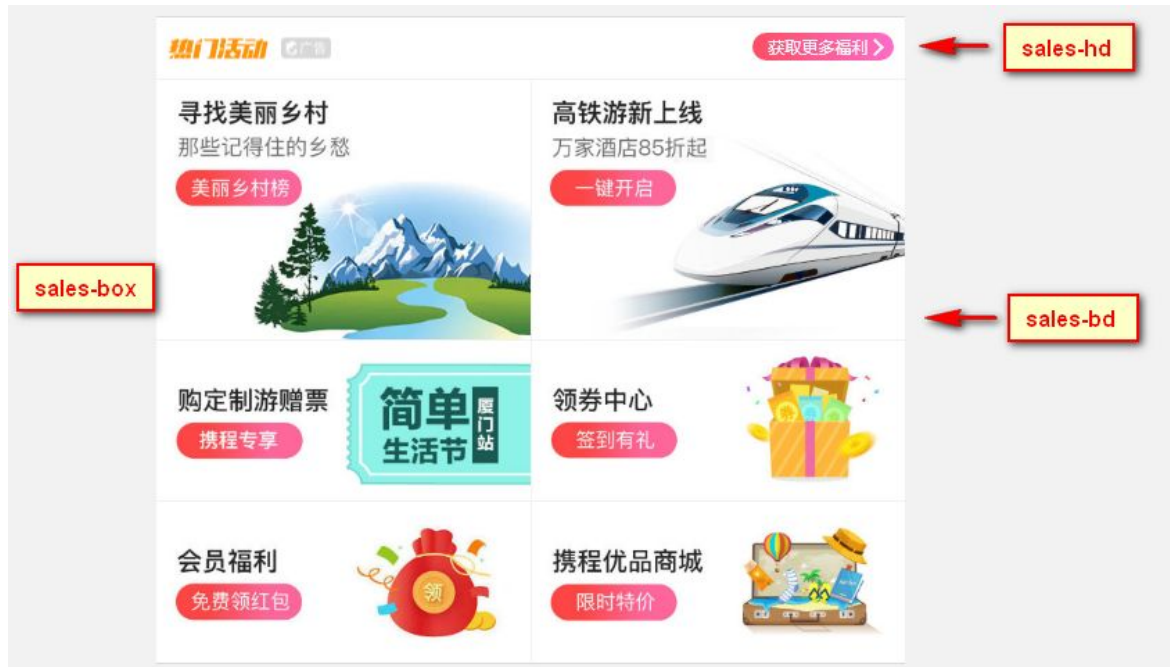 热门活动 广告
获取更多福利
sales-hd
寻找美丽乡村
那些记得住的乡愁
美丽乡村榜
高铁游新上线
万家酒店85折起
一键开启
sales-box
sales-bd
购定制游赠票
携程专享
简单
生活节
厦门站
领券中心
签到有礼
会员福利
免费领红包
领
携程优品商城
限时特价